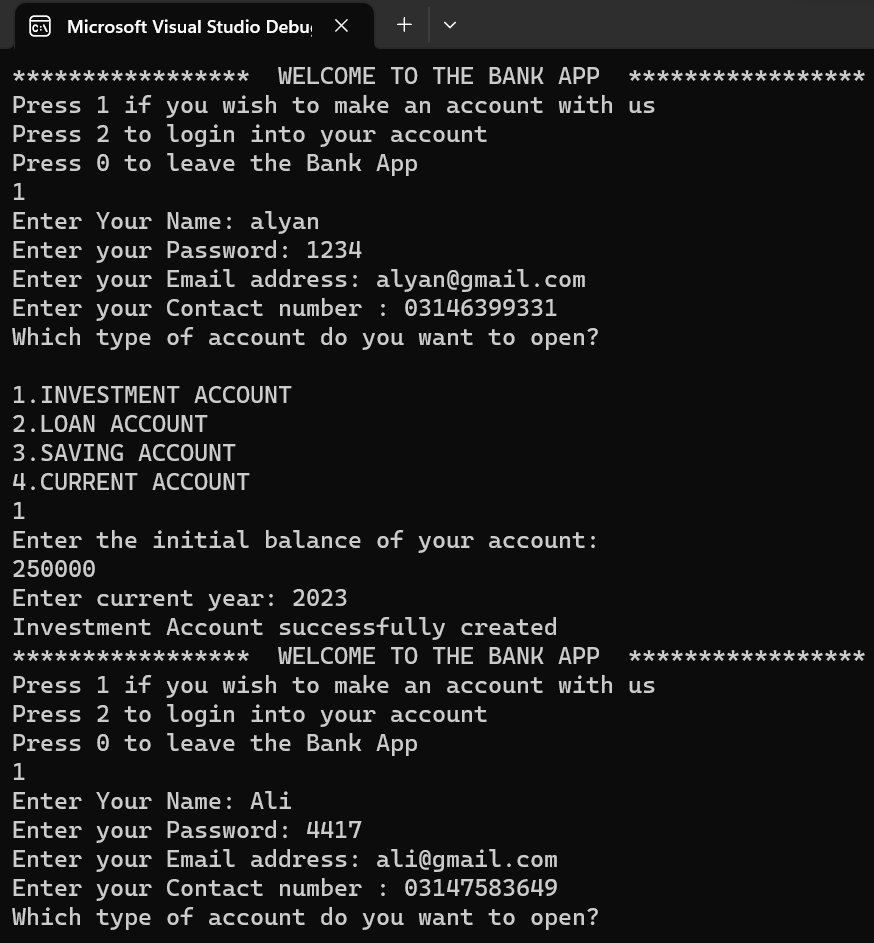 Microsoft Visual Studio Debu
*****************  WELCOME TO THE BANK APP  *****************
Press 1 if you wish to make an account with us
Press 2 to login into your account
Press 0 to leave the Bank App
1
Enter Your Name: alyan
Enter your Password: 1234
Enter your Email address: alyan@gmail.com
Enter your Contact number : 03146399331
Which type of account do you want to open?

1.INVESTMENT ACCOUNT
2.LOAN ACCOUNT
3.SAVING ACCOUNT
4.CURRENT ACCOUNT
1
Enter the initial balance of your account:
250000
Enter current year: 2023
Investment Account successfully created
*****************  WELCOME TO THE BANK APP  *****************
Press 1 if you wish to make an account with us
Press 2 to login into your account
Press 0 to leave the Bank App
1
Enter Your Name: Ali
Enter your Password: 4417
Enter your Email address: ali@gmail.com
Enter your Contact number : 03147583649
Which type of account do you want to open?